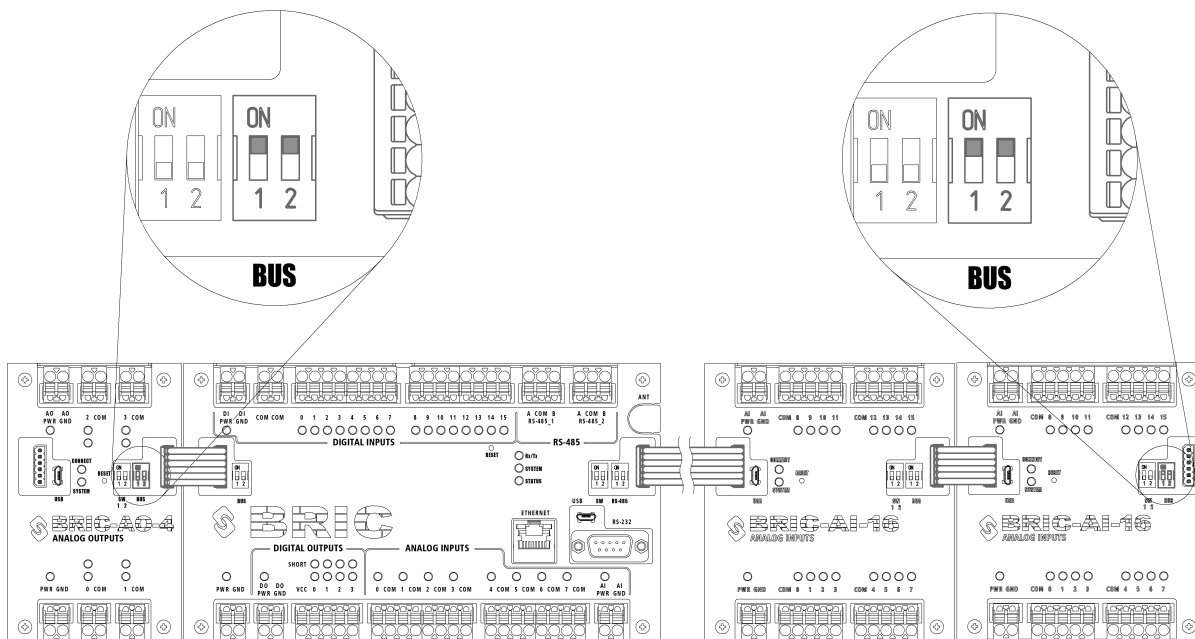 ON ON
1 2 1 2
BUS
ON ON
1 2 1 2
BUS
AO AO
PWR GND
2 COM 3 COM
CONNECT
SYSTEM
RESET
USB
ON ON
1 2 1 2
SW BUS
1 2
BRIC-AO-4
ANALOG OUTPUTS
PWR GND 0 COM 1 COM
DI DI
PWR GND
COM COM 0 1 2 3 4 5 6 7 8 9 10 11 12 13 14 15
A COM B A COM B
RS-485_1 RS-485_2
ANT
DIGITAL INPUTS RS-485
RESET
Rx/Tx
SYSTEM
STATUS
ON
1 2
BUS
ON ON
1 2 1 2
SW RS-485
1 2
BRIC
ETHERNET
USB
RS-232
DIGITAL OUTPUTS ANALOG INPUTS
SHORT
PWR GND
DO DO
PWR GND
VCC 0 1 2 3 0 COM 1 COM 2 COM 3 COM 4 COM 5 COM 6 COM 7 COM
AI AI
PWR GND
AI AI
PWR GND
COM 8 9 10 11 COM 12 13 14 15
CONNECT
SYSTEM
RESET
USB
ON ON
1 2 1 2
SW BUS
1 2
BRIC-AI-16
ANALOG INPUTS
PWR GND COM 0 1 2 3 COM 4 5 6 7
AI AI
PWR GND
COM 8 9 10 11 COM 12 13 14 15
CONNECT
SYSTEM
RESET
USB
ON ON
1 2 1 2
SW BUS
1 2
BRIC-AI-16
ANALOG INPUTS
PWR GND COM 0 1 2 3 COM 4 5 6 7